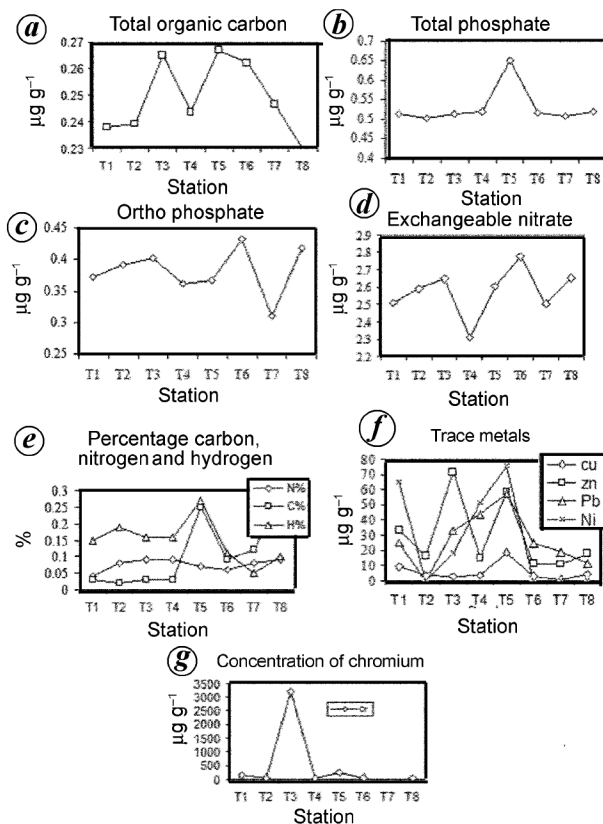 a Total organic carbon
µg g⁻¹
0.27
0.26
0.25
0.24
0.23
T1 T2 T3 T4 T5 T6 T7 T8
Station
b Total phosphate
µg g⁻¹
0.7
0.6
0.5
0.4
T1 T2 T3 T4 T5 T6 T7 T8
Station
c Ortho phosphate
µg g⁻¹
0.45
0.4
0.35
0.3
0.25
T1 T2 T3 T4 T5 T6 T7 T8
Station
d Exchangeable nitrate
µg g⁻¹
2.9
2.8
2.7
2.6
2.5
2.4
2.3
2.2
T1 T2 T3 T4 T5 T6 T7 T8
Station
e Percentage carbon,
nitrogen and hydrogen
%
0.3
0.25
0.2
0.15
0.1
0.05
0
N%
C%
H%
T1 T2 T3 T4 T5 T6 T7 T8
Station
f Trace metals
µg g⁻¹
80
70
60
50
40
30
20
10
0
cu
zn
Pb
Ni
T1 T2 T3 T4 T5 T6 T7 T8
Station
g Concentration of chromium
µg g⁻¹
3500
3000
2500
2000
1500
1000
500
0
T1 T2 T3 T4 T5 T6 T7 T8
Station